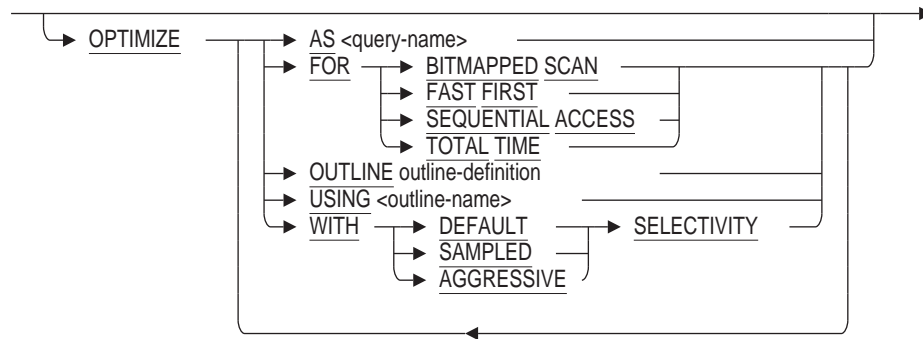 OPTIMIZE AS <query-name>
FOR BITMAPPED SCAN
FAST FIRST
SEQUENTIAL ACCESS
TOTAL TIME
OUTLINE outline-definition
USING <outline-name>
WITH DEFAULT SELECTIVITY
SAMPLED
AGGRESSIVE